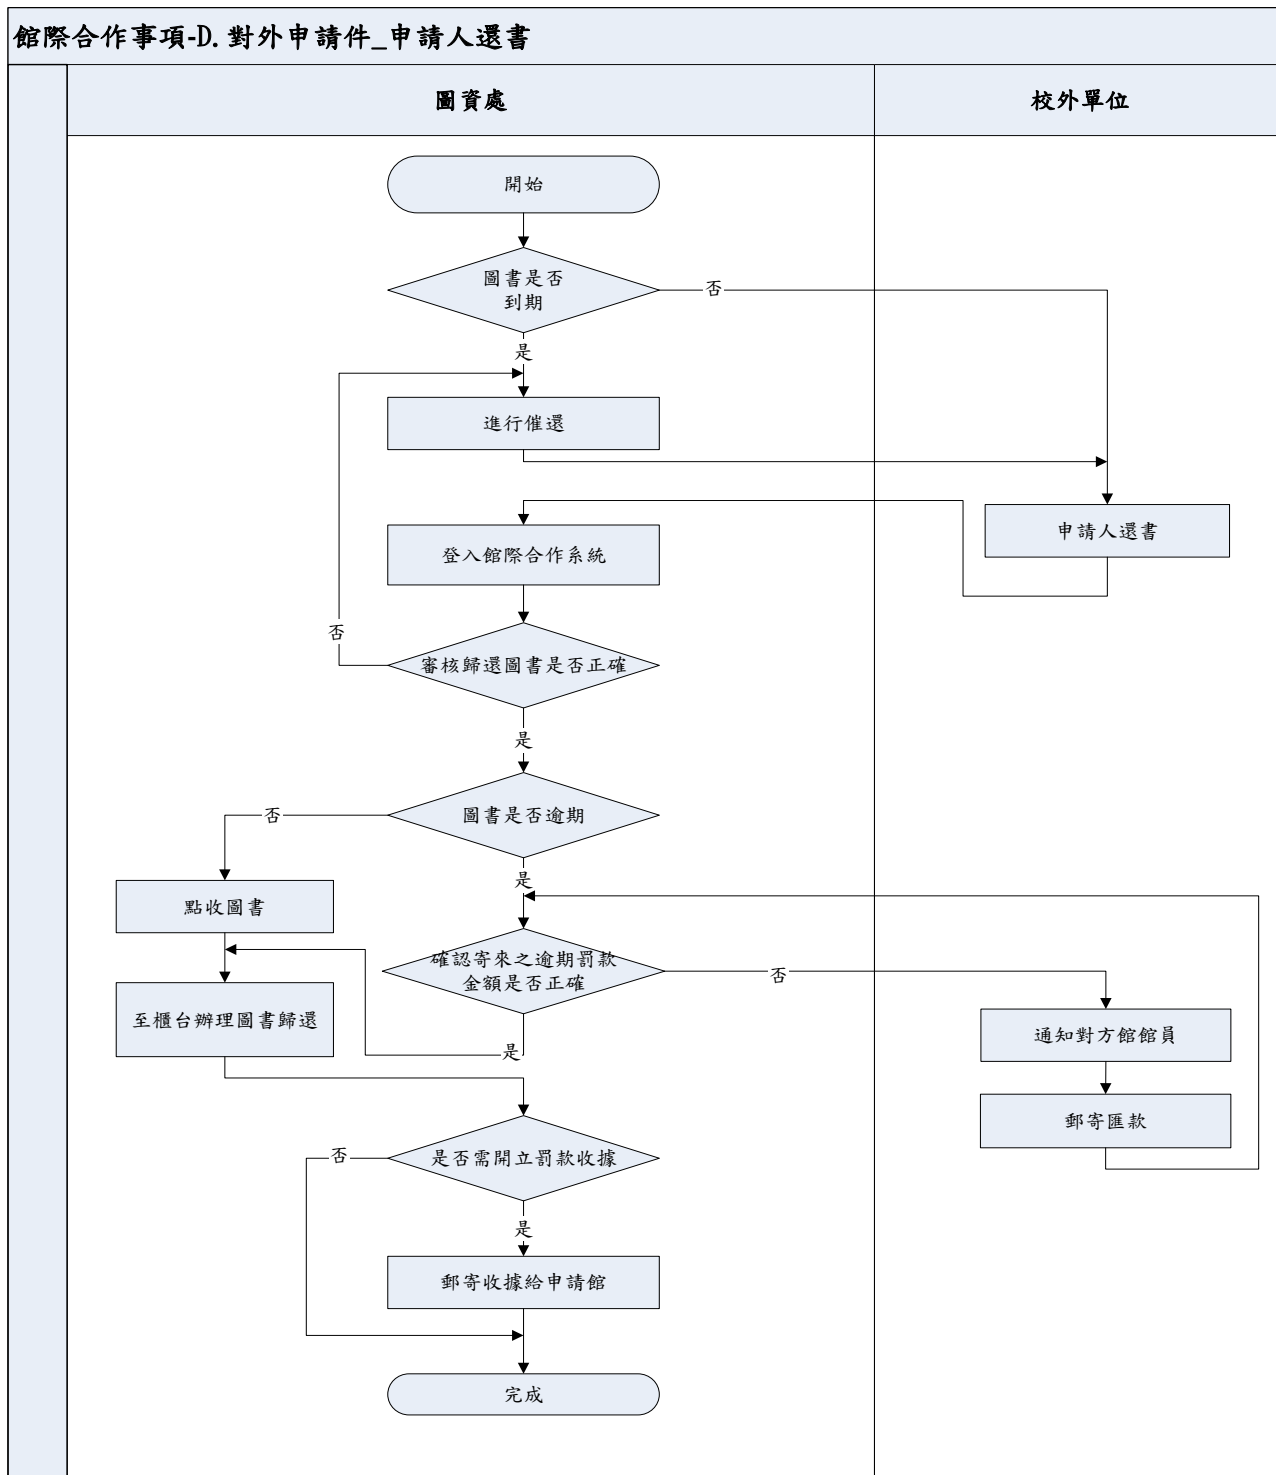 館際合作事項-D.對外申請件_申請人還書
圖資處
校外單位
開始
圖書是否
到期
否
是
進行催還
申請人還書
登入館際合作系統
否
審核歸還圖書是否正確
是
圖書是否逾期
否
是
點收圖書
確認寄來之逾期罰款
金額是否正確
否
至櫃台辦理圖書歸還
通知對方館館員
是
郵寄匯款
是否需開立罰款收據
否
是
郵寄收據給申請館
完成